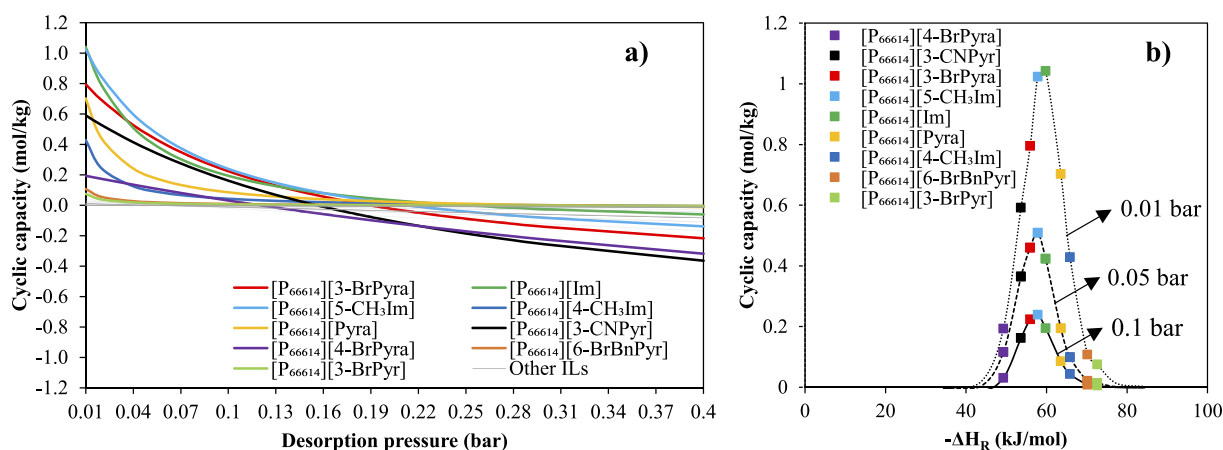 a)
Cyclic capacity (mol/kg)
1.2
1.0
0.8
0.6
0.4
0.2
0.0
-0.2
-0.4
-0.6
-0.8
-1.0
-1.2
[P₆₆₆₁₄][3-BrPyra]
[P₆₆₆₁₄][Im]
[P₆₆₆₁₄][5-CH₃Im]
[P₆₆₆₁₄][4-CH₃Im]
[P₆₆₆₁₄][Pyra]
[P₆₆₆₁₄][3-CNPyr]
[P₆₆₆₁₄][4-BrPyra]
[P₆₆₆₁₄][6-BrBnPyr]
[P₆₆₆₁₄][3-BrPyr]
Other ILs
0.01 0.04 0.07 0.1 0.13 0.16 0.19 0.22 0.25 0.28 0.31 0.34 0.37 0.4
Desorption pressure (bar)
b)
Cyclic capacity (mol/kg)
1.2
1
0.8
0.6
0.4
0.2
0
[P₆₆₆₁₄][4-BrPyra]
[P₆₆₆₁₄][3-CNPyr]
[P₆₆₆₁₄][3-BrPyra]
[P₆₆₆₁₄][5-CH₃Im]
[P₆₆₆₁₄][Im]
[P₆₆₆₁₄][Pyra]
[P₆₆₆₁₄][4-CH₃Im]
[P₆₆₆₁₄][6-BrBnPyr]
[P₆₆₆₁₄][3-BrPyr]
0.01 bar
0.05 bar
0.1 bar
0 20 40 60 80 100
-ΔH_R (kJ/mol)